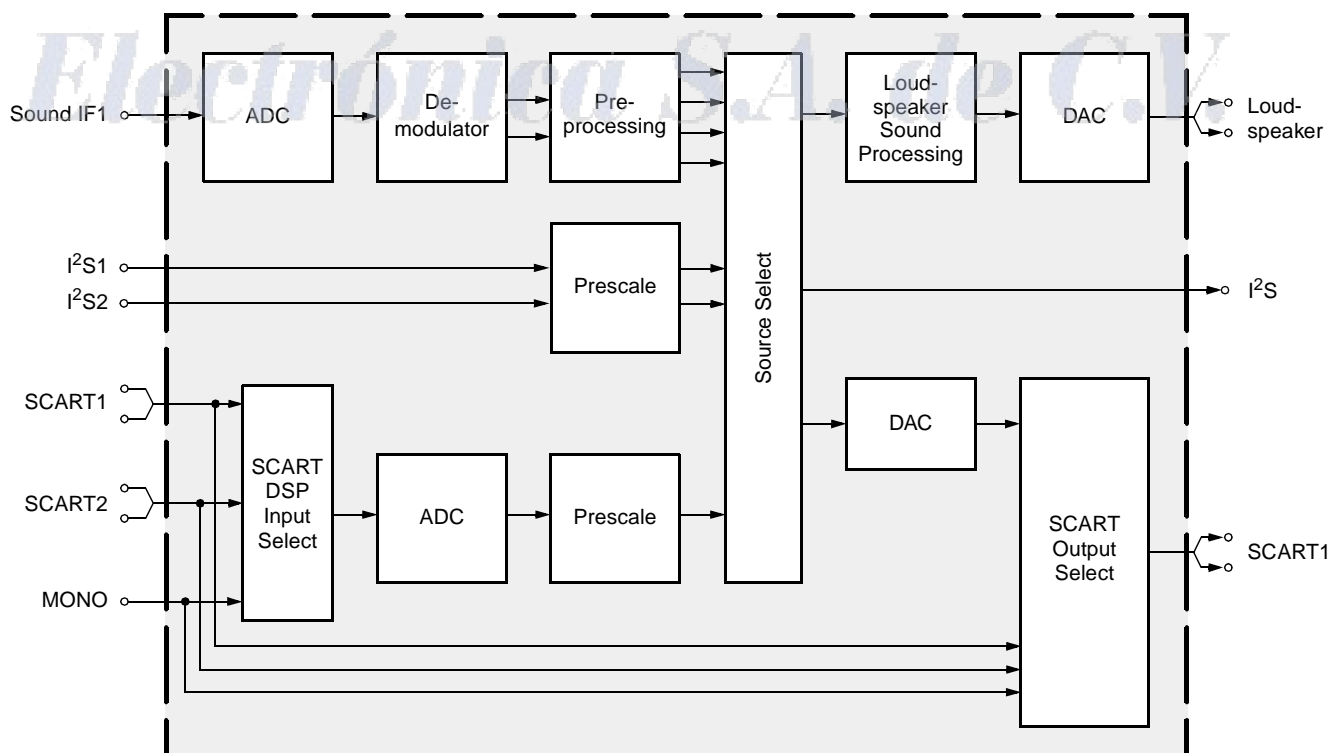 Electrónica S.A. de C.V.
Sound IF1
ADC
De-
modulator
Pre-
processing
Loud-
speaker
Sound
Processing
DAC
Loud-
speaker
I²S1
I²S2
Prescale
Source Select
I²S
SCART1
SCART2
MONO
SCART
DSP
Input
Select
ADC
Prescale
DAC
SCART
Output
Select
SCART1